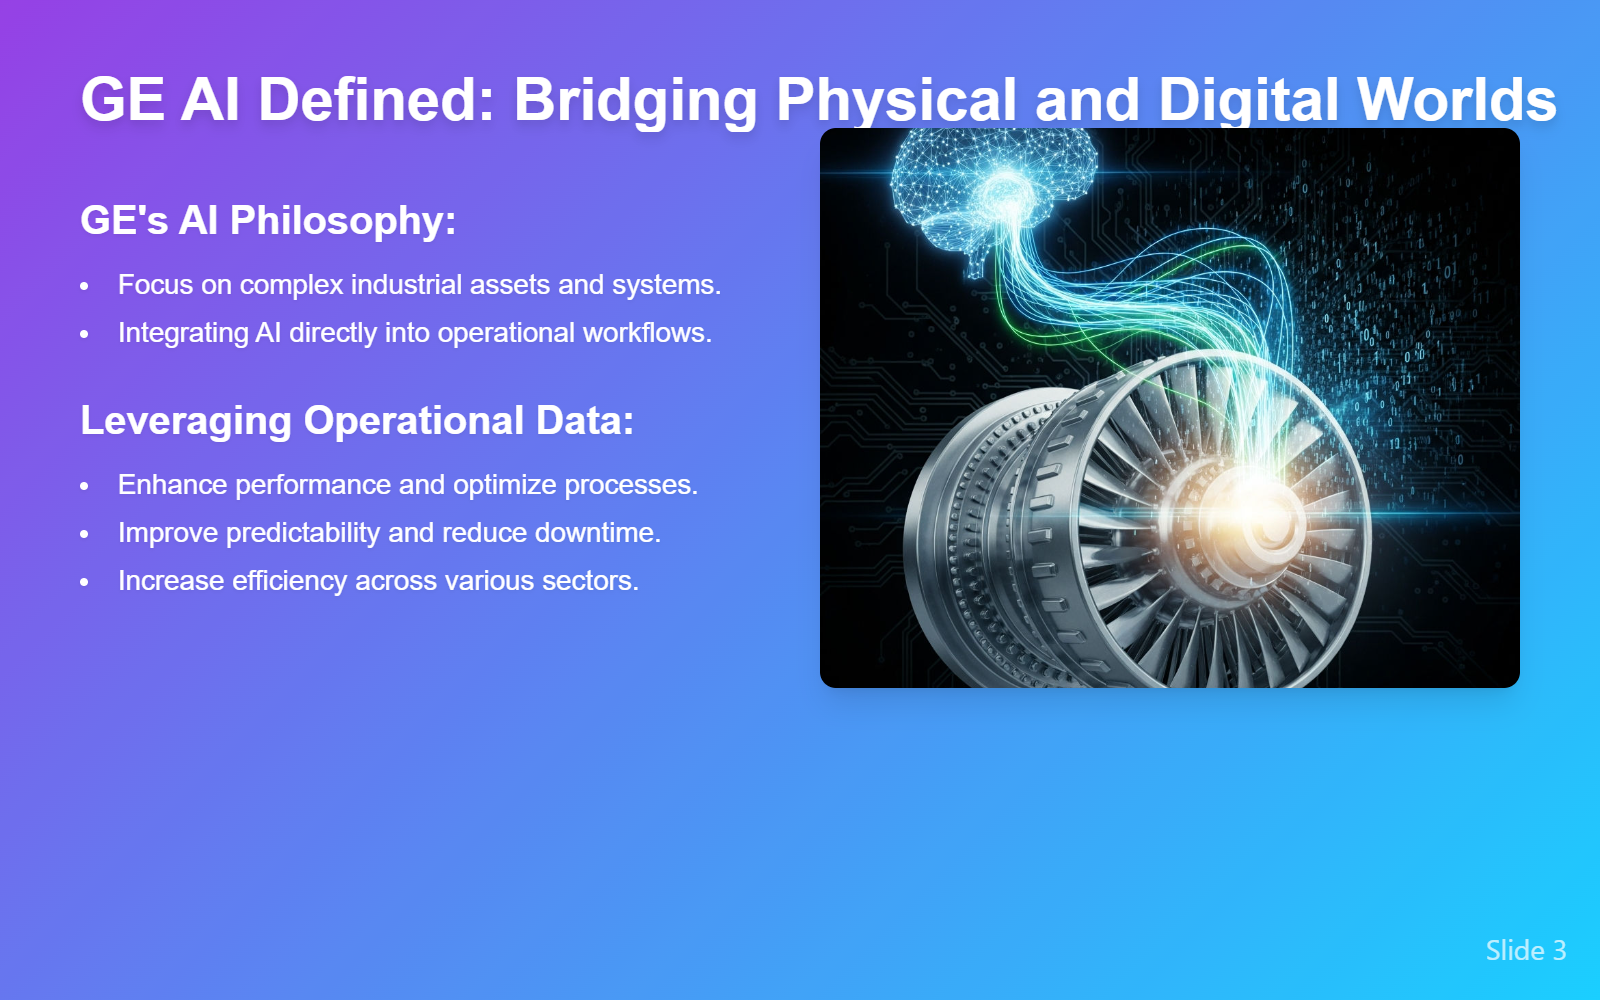 GE AI Defined: Bridging Physical and Digital Worlds
GE's AI Philosophy:
• Focus on complex industrial assets and systems.
• Integrating AI directly into operational workflows.
Leveraging Operational Data:
• Enhance performance and optimize processes.
• Improve predictability and reduce downtime.
• Increase efficiency across various sectors.
Slide 3